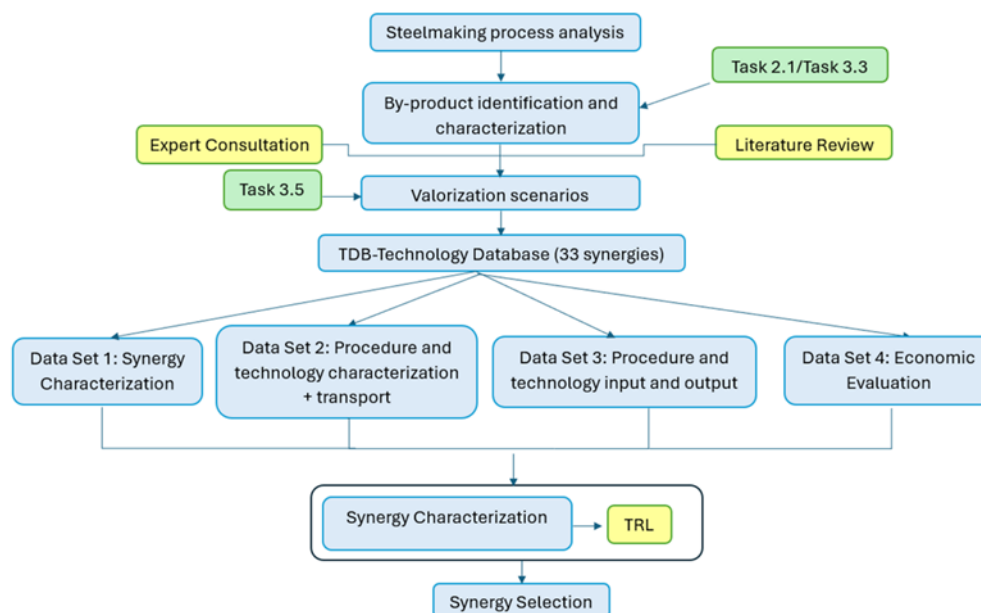 Steelmaking process analysis
Task 2.1/Task 3.3
By-product identification and
characterization
Expert Consultation
Literature Review
Task 3.5
Valorization scenarios
TDB-Technology Database (33 synergies)
Data Set 1: Synergy
Characterization
Data Set 2: Procedure and
technology characterization
+ transport
Data Set 3: Procedure and
technology input and output
Data Set 4: Economic
Evaluation
Synergy Characterization
TRL
Synergy Selection